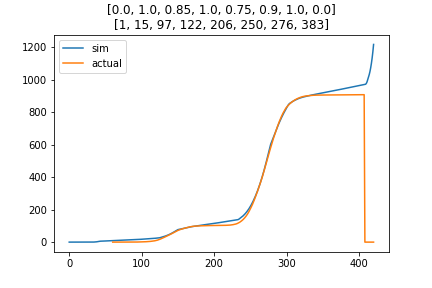 [0.0, 1.0, 0.85, 1.0, 0.75, 0.9, 1.0, 0.0]
[1, 15, 97, 122, 206, 250, 276, 383]
sim
actual
1200
1000
800
600
400
200
0
0 100 200 300 400